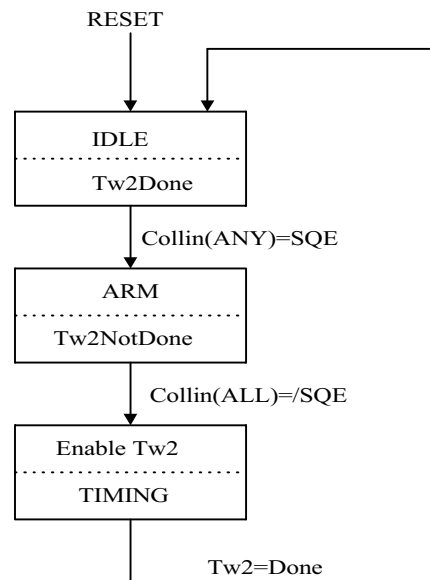 RESET
IDLE
Tw2Done
Collin(ANY)=SQE
ARM
Tw2NotDone
Collin(ALL)=/SQE
Enable Tw2
TIMING
Tw2=Done